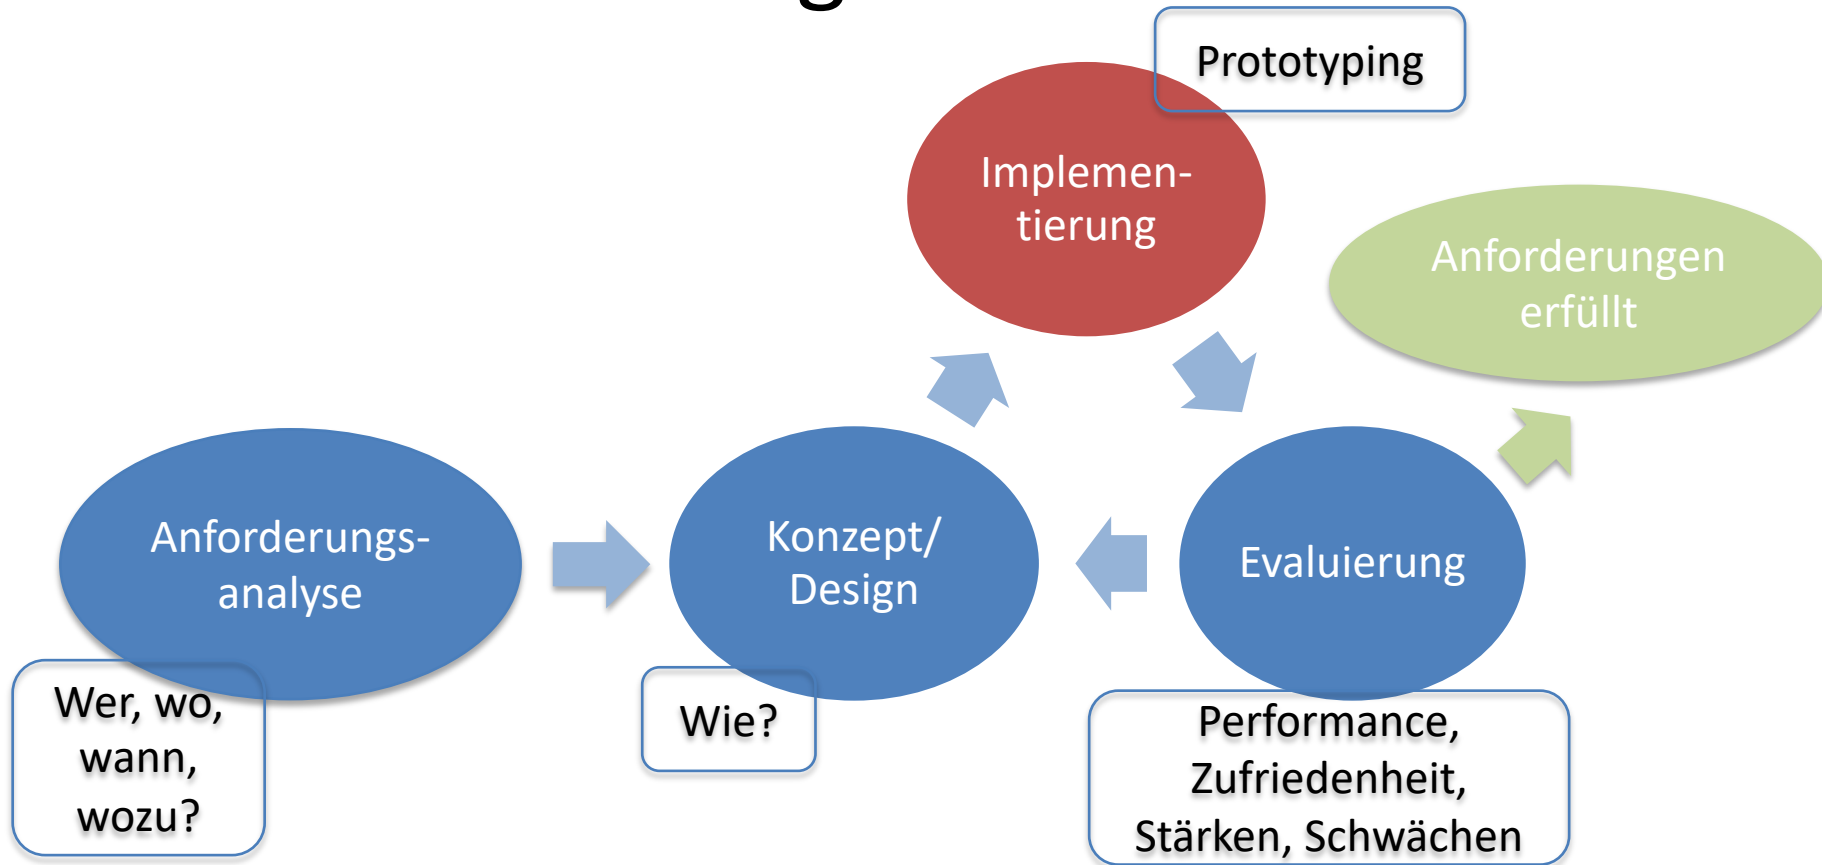 Prototyping
Implemen-
tierung
Anforderungen
erfüllt
Anforderungs-
analyse
Konzept/
Design
Evaluierung
Wer, wo,
wann,
wozu?
Wie?
Performance,
Zufriedenheit,
Stärken, Schwächen